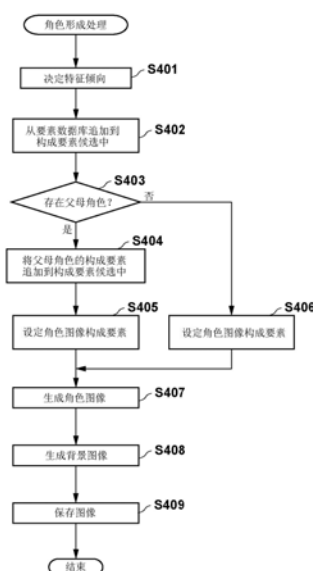 角色形成处理
S401
决定特征倾向
S402
从要素数据库追加到
构成要素候选中
S403
存在父母角色？
否
是
S404
将父母角色的构成要素
追加到构成要素候选中
S405
设定角色图像构成要素
S406
设定角色图像构成要素
S407
生成角色图像
S408
生成背景图像
S409
保存图像
结束